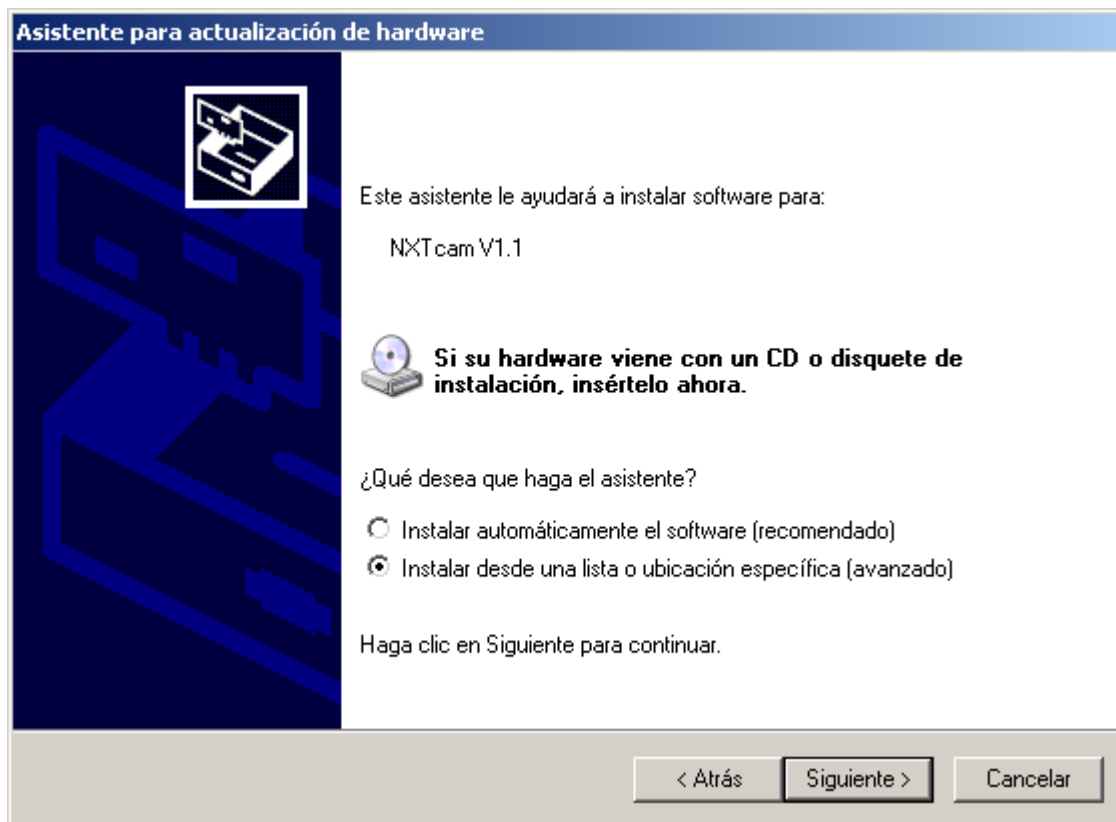 Asistente para actualización de hardware
Este asistente le ayudará a instalar software para:
NXTcam V1.1
Si su hardware viene con un CD o disquete de
instalación, insértelo ahora.
¿Qué desea que haga el asistente?
Instalar automáticamente el software (recomendado)
Instalar desde una lista o ubicación específica (avanzado)
Haga clic en Siguiente para continuar.
< Atrás
Siguiente >
Cancelar